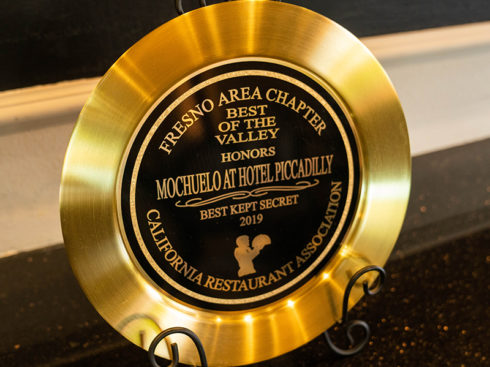 FRESNO AREA CHAPTER
BEST
OF THE
VALLEY
HONORS
MOCHUELO AT HOTEL PICCADILLY
BEST KEPT SECRET
2019
CALIFORNIA RESTAURANT ASSOCIATION